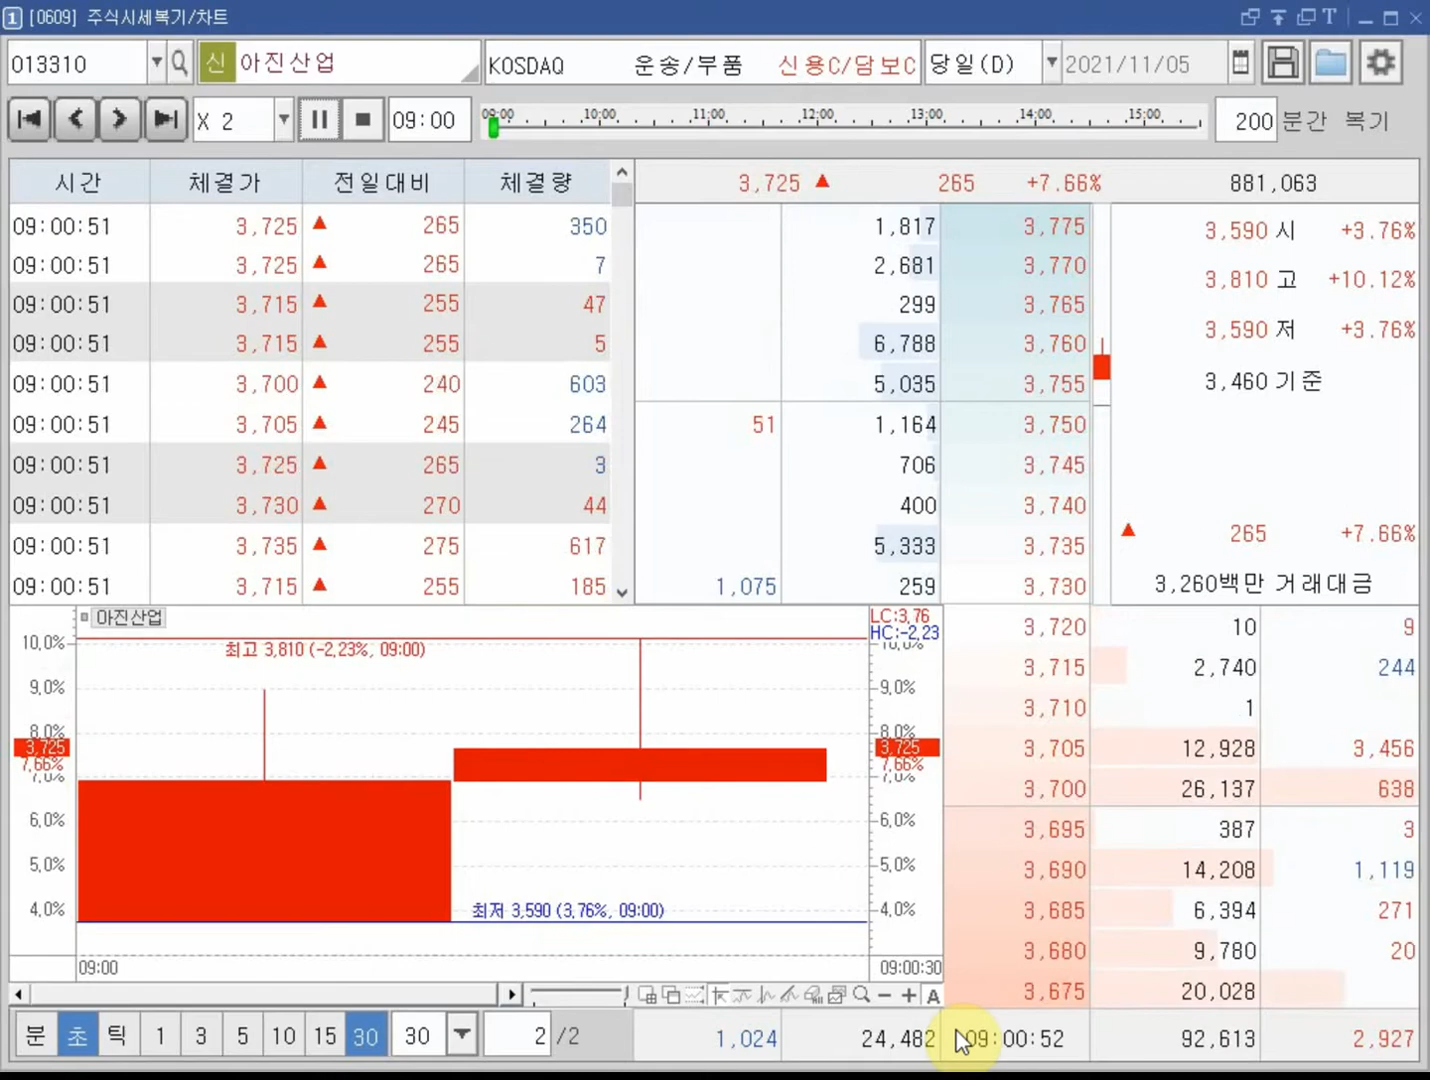 1 [0609] 주식시세복기/차트 T
013310 신 아진산업 KOSDAQ 운송/부품 신용C/담보C 당일(D) 2021/11/05
X 2 09:00 09:00 10:00 11:00 12:00 13:00 14:00 15:00 200 분간 복기
시간 체결가 전일대비 체결량 3,725 ▲ 265 +7.66% 881,063
09:00:51 3,725 ▲ 265 350 1,817 3,775 3,590 시 +3.76%
09:00:51 3,725 ▲ 265 7 2,681 3,770
09:00:51 3,715 ▲ 255 47 299 3,765 3,810 고 +10.12%
09:00:51 3,715 ▲ 255 5 6,788 3,760 3,590 저 +3.76%
09:00:51 3,700 ▲ 240 603 5,035 3,755 3,460 기준
09:00:51 3,705 ▲ 245 264 51 1,164 3,750
09:00:51 3,725 ▲ 265 3 706 3,745
09:00:51 3,730 ▲ 270 44 400 3,740
09:00:51 3,735 ▲ 275 617 5,333 3,735 ▲ 265 +7.66%
09:00:51 3,715 ▲ 255 185 1,075 259 3,730 3,260백만 거래대금
아진산업 LC:3,76
HC:-2,23
10,0% 최고 3,810 (-2,23%, 09:00) 10,0%
9,0% 9,0%
8,0% 8,0%
3,725 3,725
7,66% 7,66%
7,0% 7,0%
6,0% 6,0%
5,0% 5,0%
4,0% 최저 3,590 (3,76%, 09:00) 4,0%
09:00 09:00:30
3,720 10 9
3,715 2,740 244
3,710 1
3,705 12,928 3,456
3,700 26,137 638
3,695 387 3
3,690 14,208 1,119
3,685 6,394 271
3,680 9,780 20
3,675 20,028
A
분 초 틱 1 3 5 10 15 30 30 2 /2 1,024 24,482 09:00:52 92,613 2,927